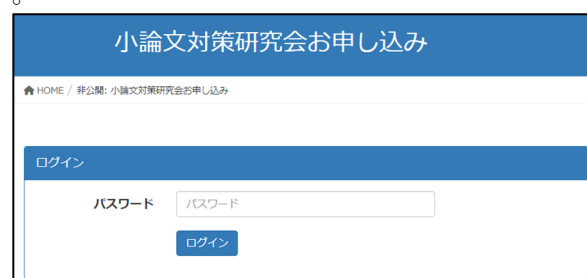 。
小論文対策研究会お申し込み
HOME / 非公開: 小論文対策研究会お申し込み
ログイン
パスワード パスワード
ログイン